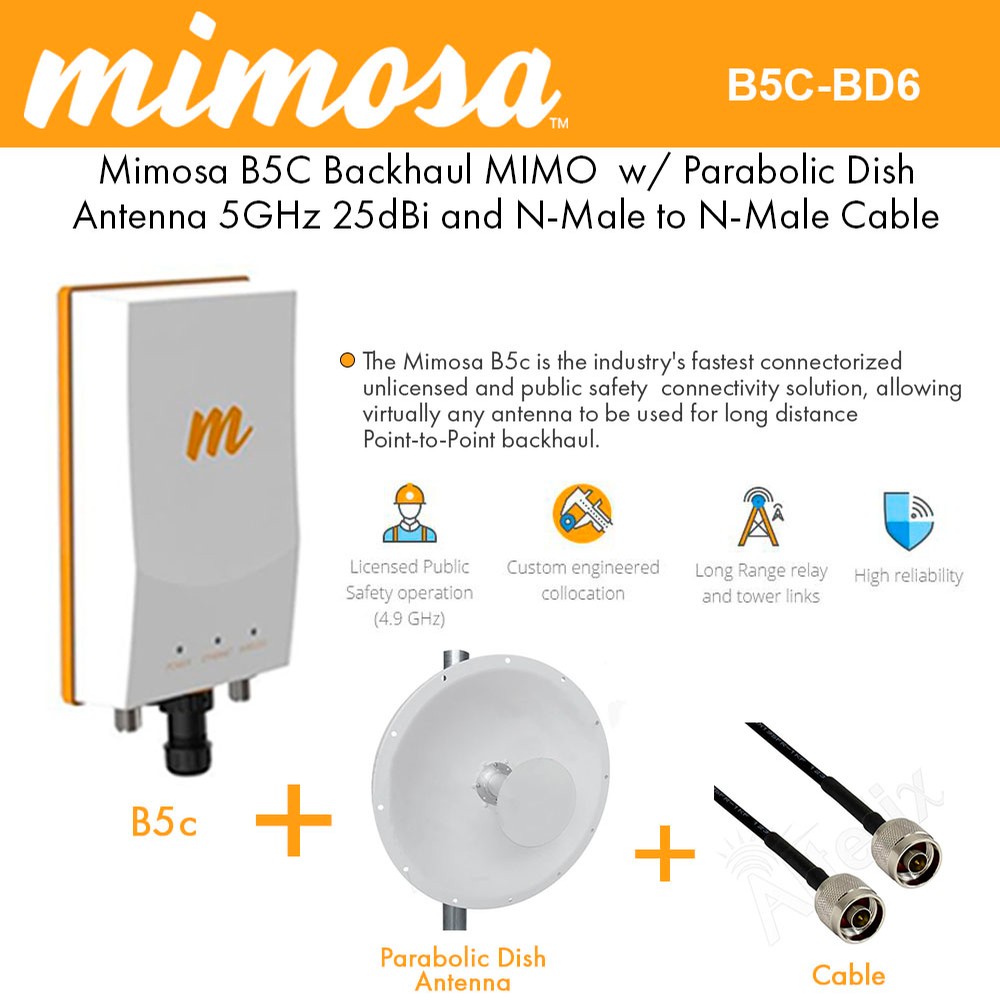 mimosa™
B5C-BD6
Mimosa B5C Backhaul MIMO w/ Parabolic Dish
Antenna 5GHz 25dBi and N-Male to N-Male Cable
The Mimosa B5c is the industry's fastest connectorized
unlicensed and public safety connectivity solution, allowing
virtually any antenna to be used for long distance
Point-to-Point backhaul.
m
Licensed Public
Safety operation
(4.9 GHz)
Custom engineered
collocation
Long Range relay
and tower links
High reliability
POWER ETHERNET WIRELESS
B5c
Parabolic Dish
Antenna
Cable